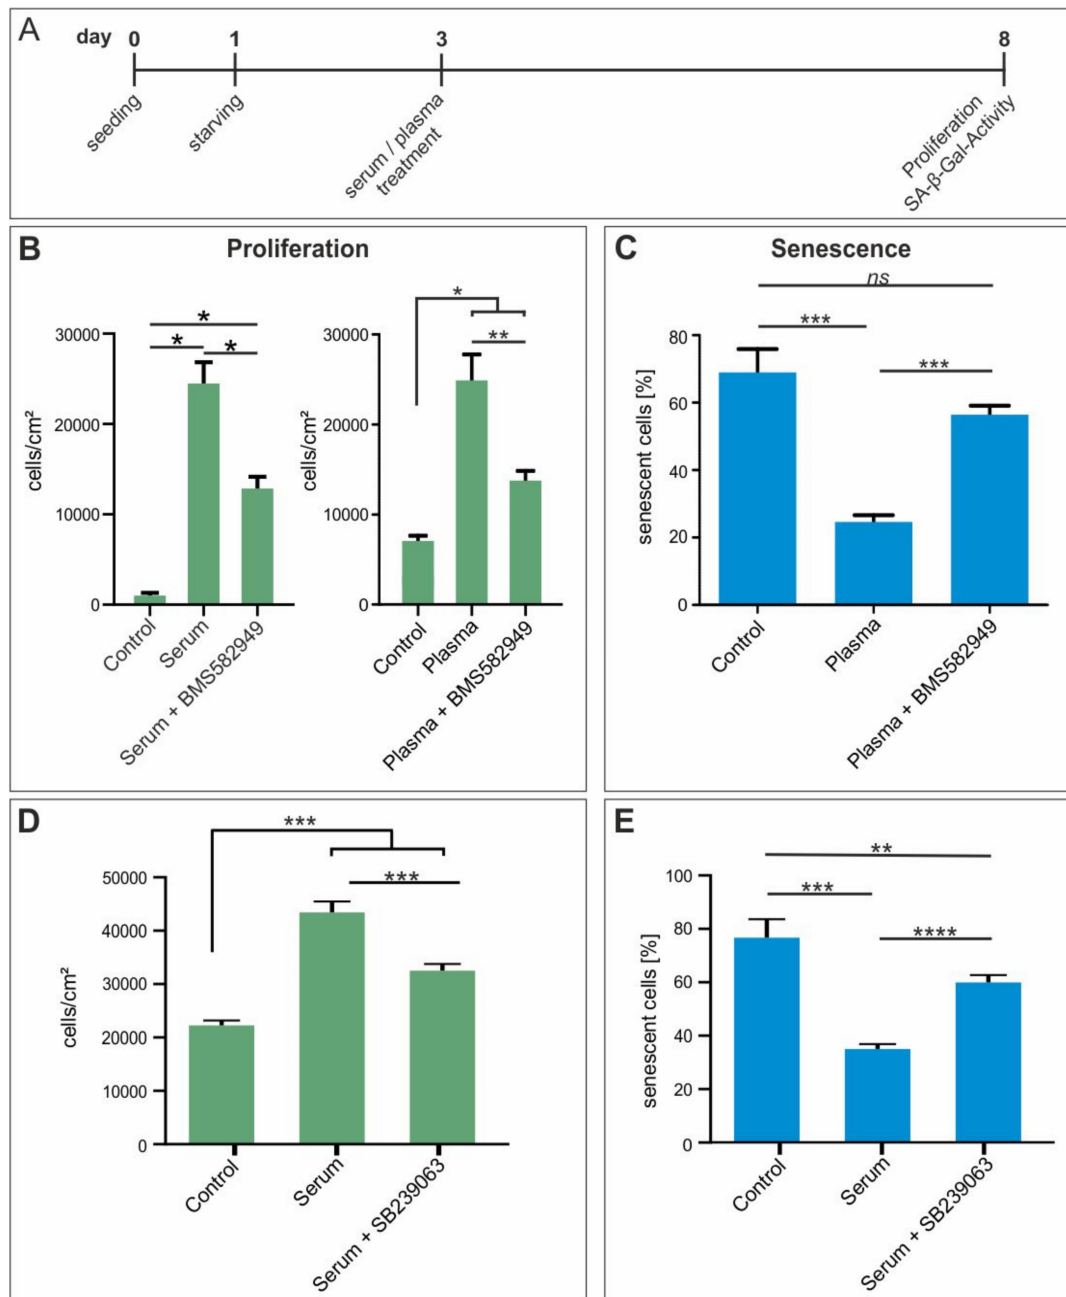 A
day 0 1 3 8
seeding
starving
serum / plasma
treatment
Proliferation
SA-β-Gal-Activity
B
Proliferation
*
*
*
30000
20000
10000
0
cells/cm²
Control
Serum
Serum + BMS582949
*
**
30000
20000
10000
0
cells/cm²
Control
Plasma
Plasma + BMS582949
C
Senescence
ns
***
***
80
60
40
20
0
senescent cells [%]
Control
Plasma
Plasma + BMS582949
D
***
***
50000
40000
30000
20000
10000
0
cells/cm²
Control
Serum
Serum + SB239063
E
**
***
****
100
80
60
40
20
0
senescent cells [%]
Control
Serum
Serum + SB239063